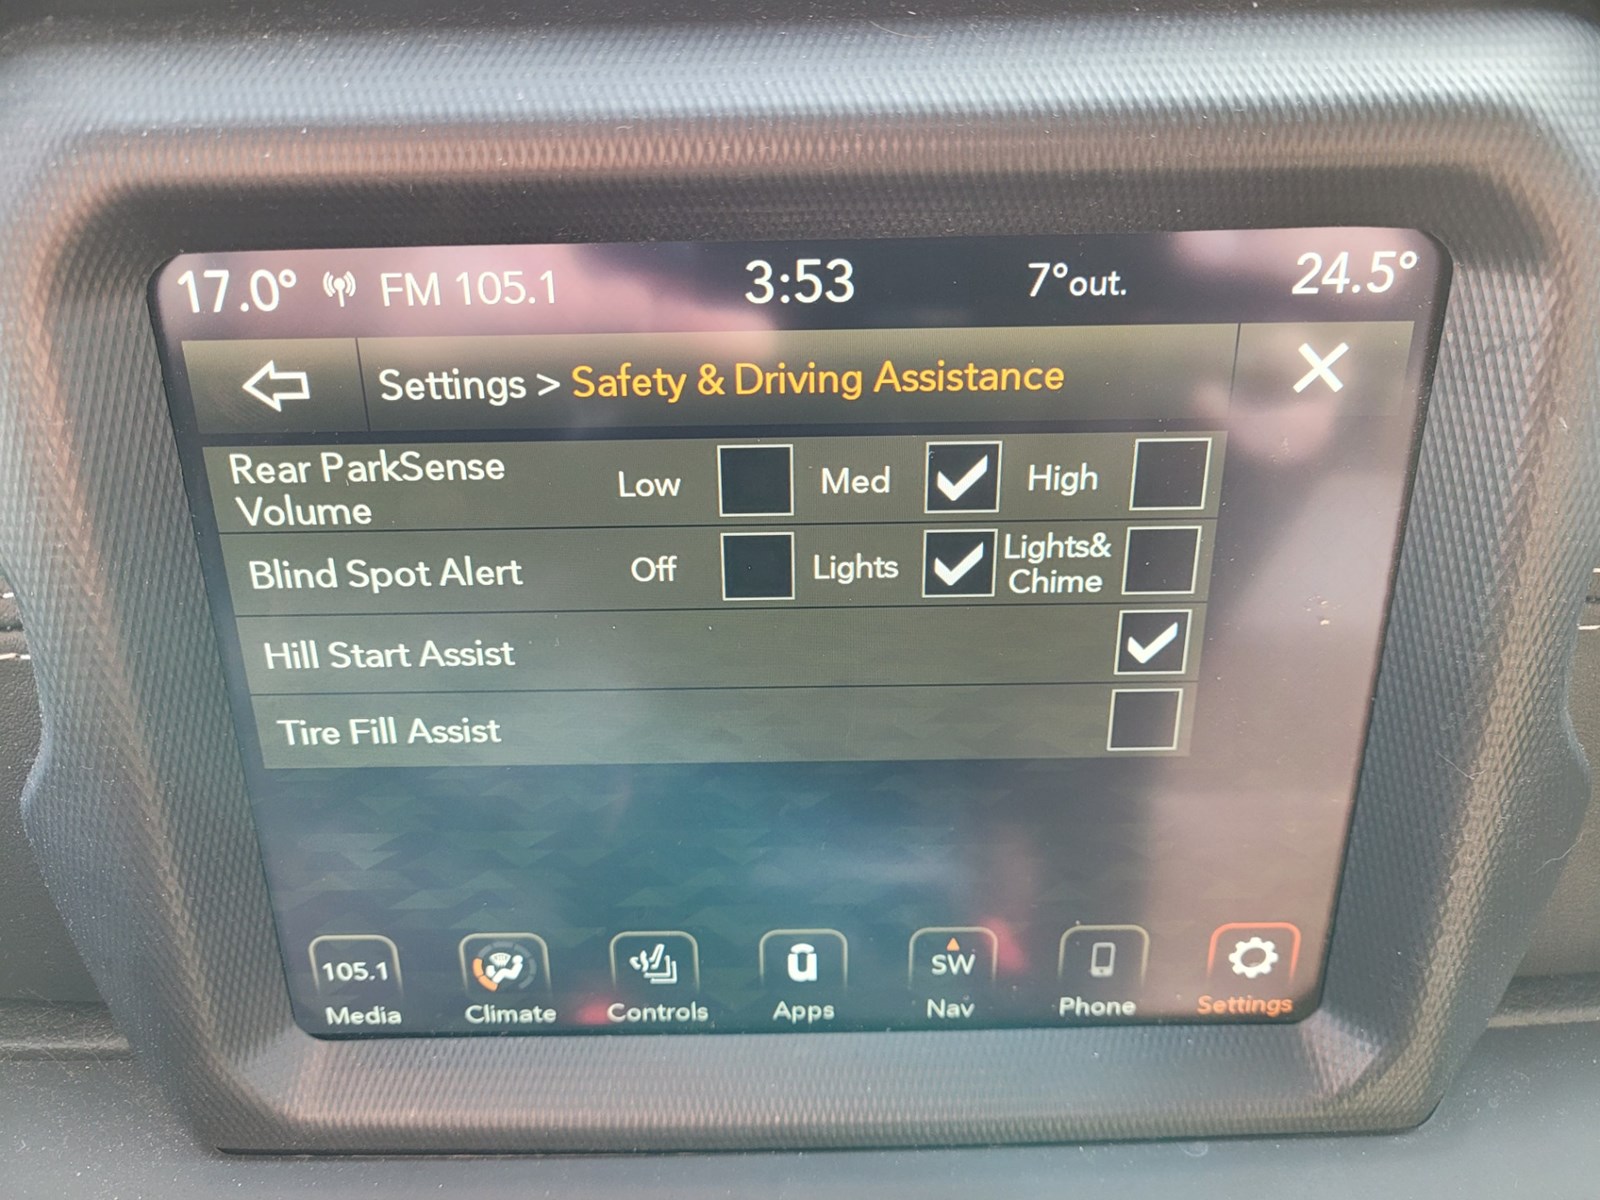 17.0° FM 105.1 3:53 7°out. 24.5°
Settings > Safety & Driving Assistance
Rear ParkSense
Volume
Low Med High
Blind Spot Alert Off Lights Lights&
Chime
Hill Start Assist
Tire Fill Assist
105.1 SW
Media Climate Controls Apps Nav Phone Settings